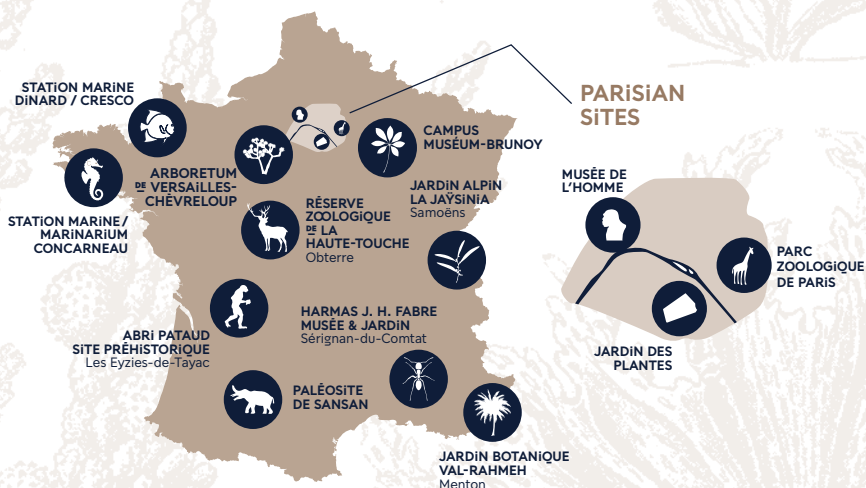 STATiON MARiNE
DiNARD / CRESCO
ARBORETUM
DE VERSAiLLES-
CHÈVRELOUP
STATiON MARiNE /
MARiNARiUM
CONCARNEAU
CAMPUS
MUSÉUM-BRUNOY
JARDiN ALPiN
LA JAŸSiNiA
Samoëns
RÉSERVE
ZOOLOGiQUE
DE LA
HAUTE-TOUCHE
Obterre
ABRi PATAUD
SiTE PRÉHiSTORiQUE
Les Eyzies-de-Tayac
HARMAS J. H. FABRE
MUSÉE & JARDiN
Sérignan-du-Comtat
PALÉOSiTE
DE SANSAN
JARDiN BOTANiQUE
VAL-RAHMEH
Menton
PARiSiAN
SiTES
MUSÉE DE
L'HOMME
PARC
ZOOLOGiQUE
DE PARiS
JARDiN DES
PLANTES